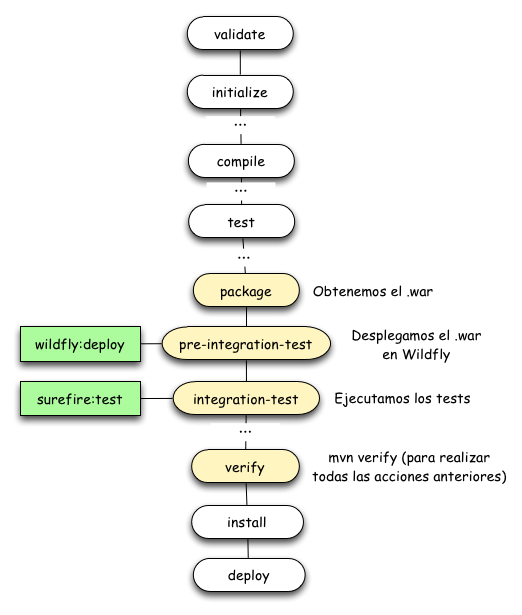 validate
initialize
...
compile
...
test
...
package
Obtenemos el .war
wildfly:deploy
pre-integration-test
Desplegamos el .war
en Wildfly
surefire:test
integration-test
Ejecutamos los tests
...
verify
mvn verify (para realizar
todas las acciones anteriores)
install
deploy